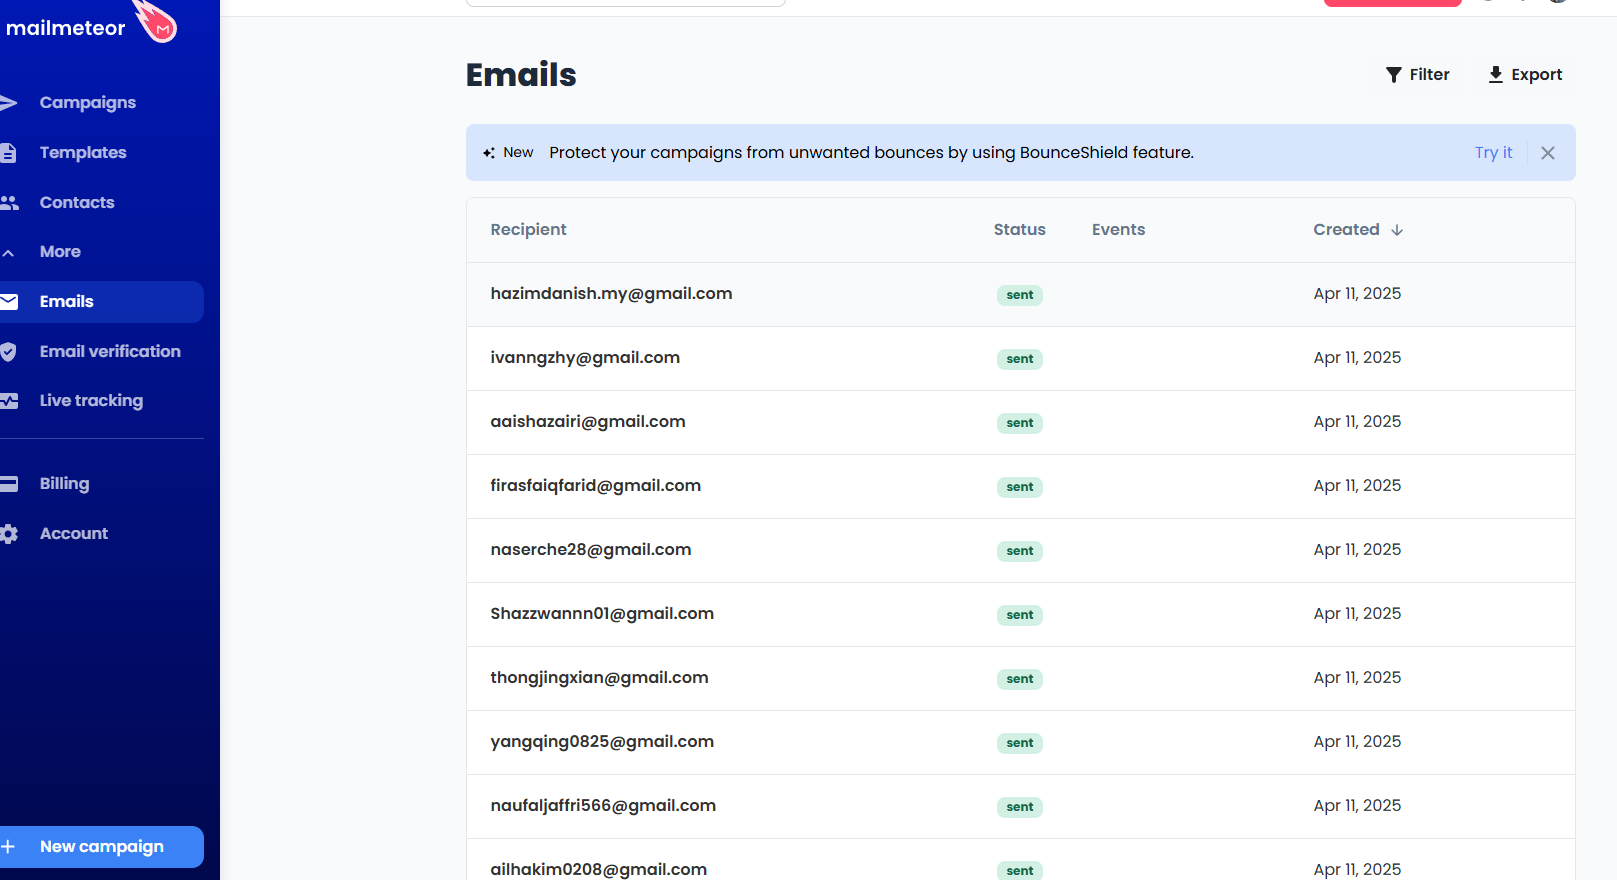 mailmeteor
Campaigns
Templates
Contacts
More
Emails
Email verification
Live tracking
Billing
Account
New campaign
Emails
Filter
Export
New Protect your campaigns from unwanted bounces by using BounceShield feature. Try it
Recipient Status Events Created
hazimdanish.my@gmail.com sent Apr 11, 2025
ivanngzhy@gmail.com sent Apr 11, 2025
aaishazairi@gmail.com sent Apr 11, 2025
firasfaiqfarid@gmail.com sent Apr 11, 2025
naserche28@gmail.com sent Apr 11, 2025
Shazzwannn01@gmail.com sent Apr 11, 2025
thongjingxian@gmail.com sent Apr 11, 2025
yangqing0825@gmail.com sent Apr 11, 2025
naufaljaffri566@gmail.com sent Apr 11, 2025
ailhakim0208@gmail.com sent Apr 11, 2025